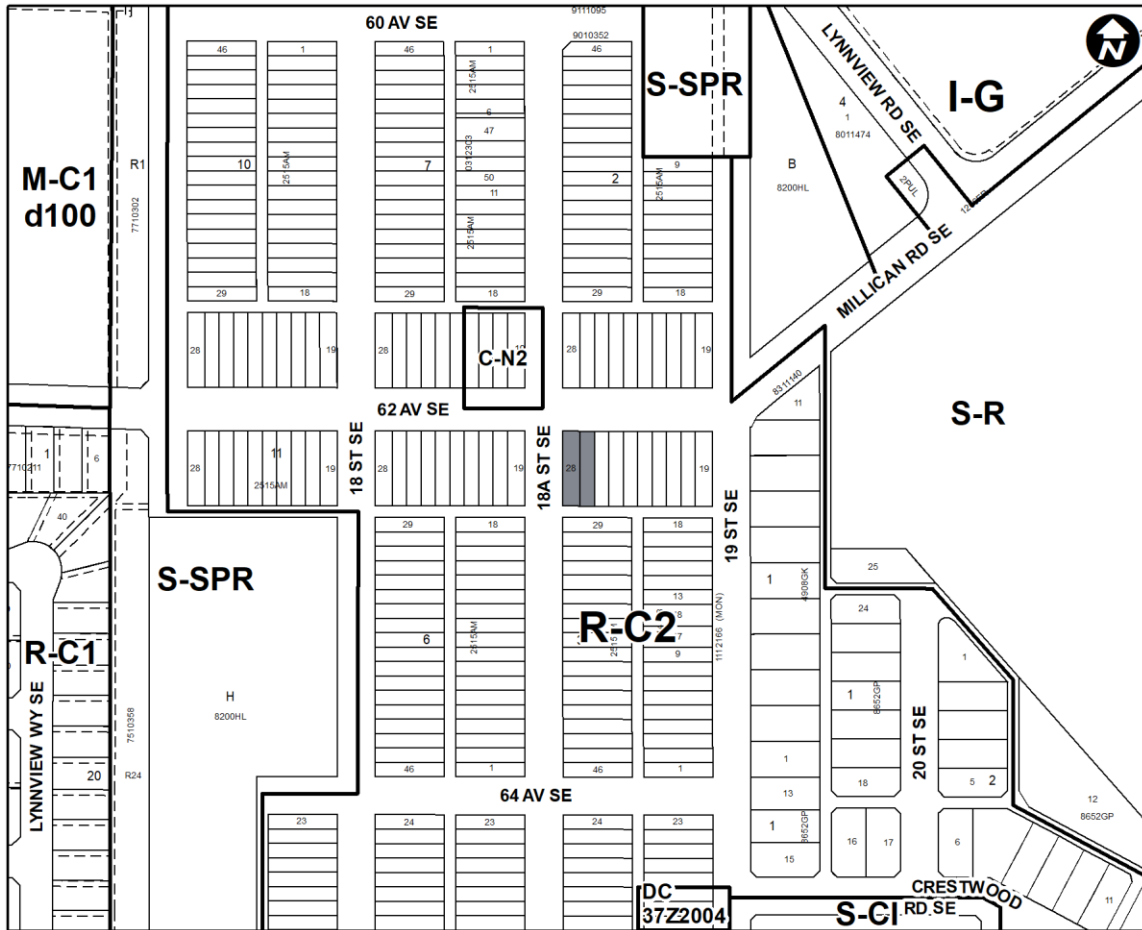 9111095
60 AV SE
9010352
46
1
46
1
46
2515AM
S-SPR
LYNNVIEW RD SE
I-G
N
4
1
8011474
6
47
M-C1
d100
R1
10
2515AM
7
0312303
50
11
2
9
2515AM
B
8200HL
2PUL
7710302
2515AM
MILLICAN RD SE
29
18
29
18
29
18
28
19
28
C-N2
28
19
8311140
11
62 AV SE
S-R
1
6
7710211
28
11
2515AM
19
18 ST SE
28
19
18A ST SE
28
19
19 ST SE
40
29
18
29
18
25
S-SPR
1
4908GK
24
13
R-C2
R-C1
6
2515AM
7
9
1112166 (MON)
1
H
8200HL
1
8652GP
20 ST SE
LYNNVIEW WY SE
7510358
20
R24
46
1
46
1
1
18
5
2
64 AV SE
13
12
8652GP
23
24
23
24
23
1
8652GP
15
16
17
6
CRESTWOOD
RD SE
11
DC
37Z2004
S-CI